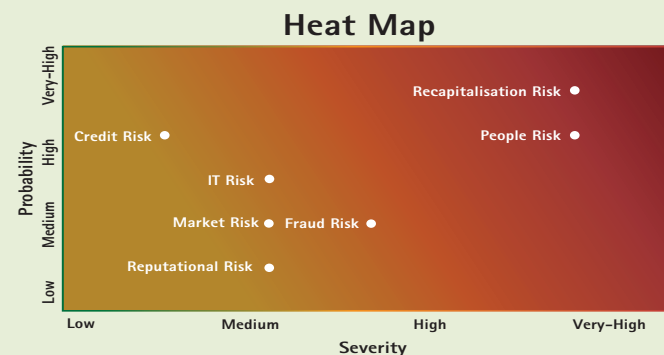 Heat Map
Probability
Very-High
High
Medium
Low
Recapitalisation Risk
Credit Risk
People Risk
IT Risk
Market Risk
Fraud Risk
Reputational Risk
Low
Medium
High
Very-High
Severity